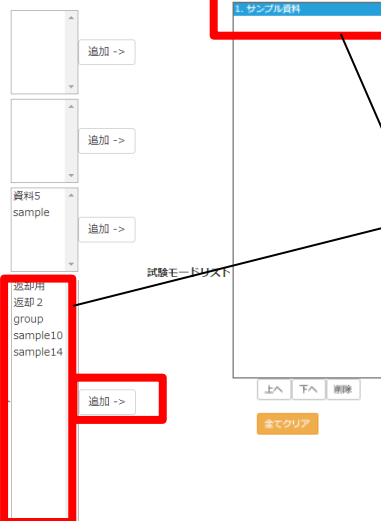 1. サンプル資料
追加 ->
追加 ->
資料5
sample
追加 ->
試験モードリスト
返却用
返却２
group
sample10
sample14
追加 ->
上へ 下へ 削除
全てクリア